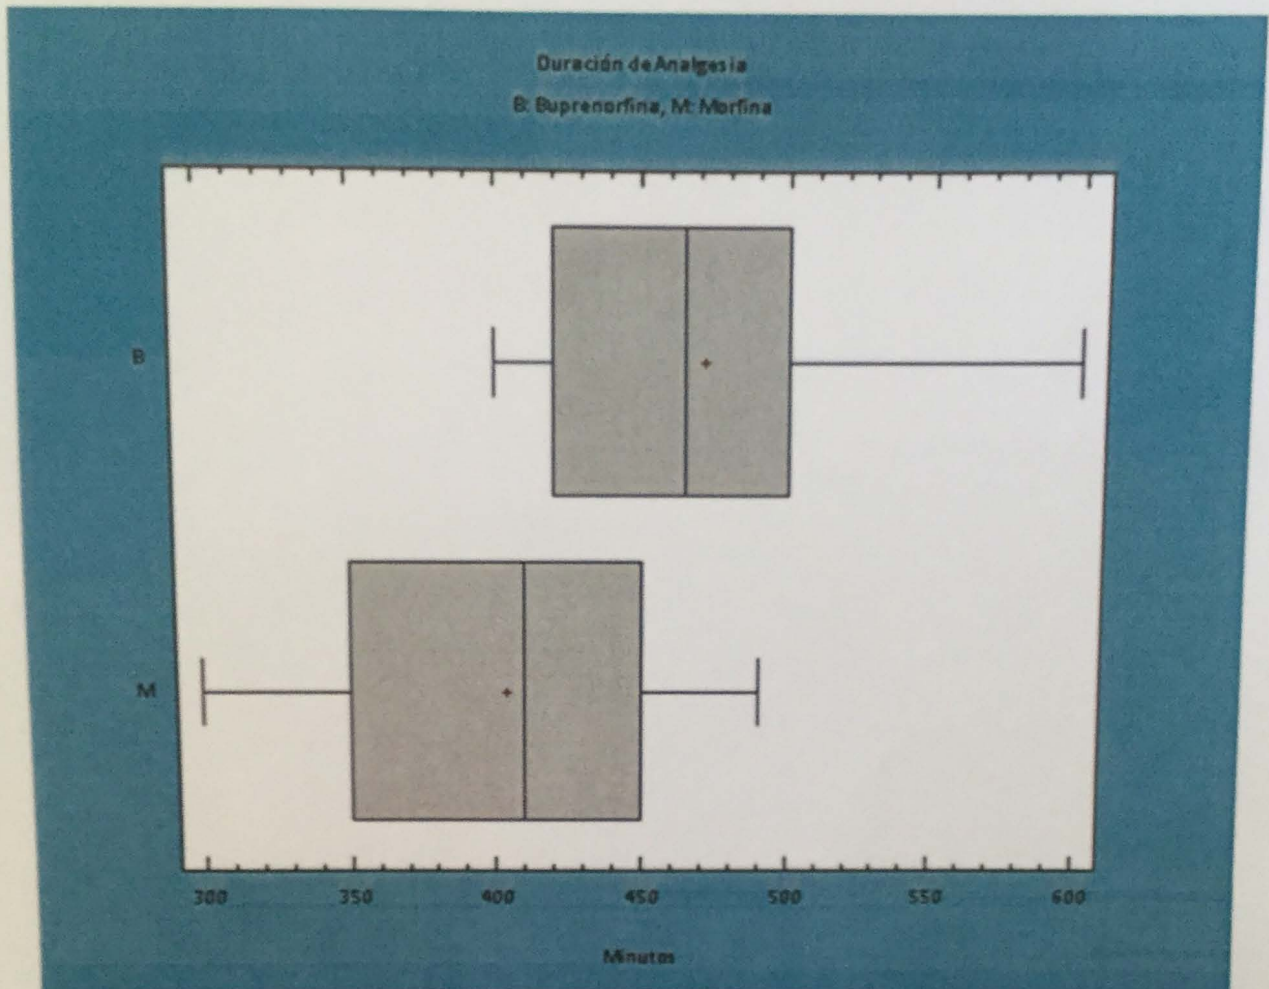 Duración de Analgesia
B: Buprenorfina, M: Morfina
B
M
300 350 400 450 500 550 600
Minutos